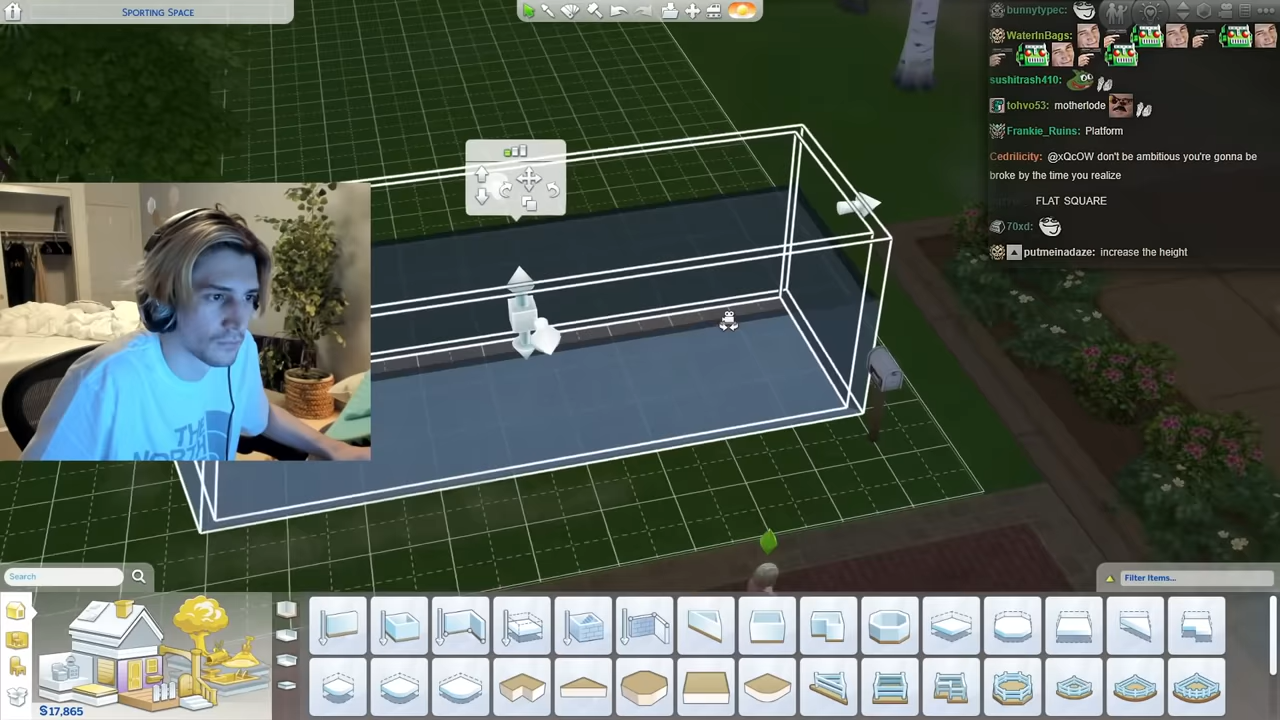 SPORTING SPACE
bunnytypec:
WaterInBags:
sushitrash410:
tohvo53: motherlode
Frankie_Ruins: Platform
Cedrilicity: @xQcOW don't be ambitious you're gonna be
broke by the time you realize
FLAT SQUARE
70xd:
putmeinadaze: increase the height
THE
NORTH
Search
Filter Items...
$17,865